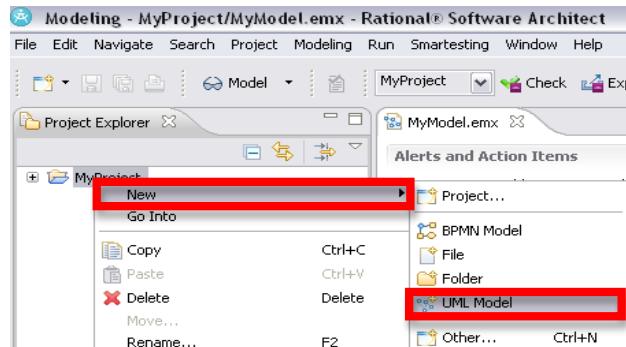 Modeling - MyProject/MyModel.emx - Rational® Software Architect
File Edit Navigate Search Project Modeling Run Smartesting Window Help
Model MyProject Check
Project Explorer MyModel.emx
Alerts and Action Items
MyProject
New
Project...
Go Into
BPMN Model
Copy Ctrl+C
File
Paste Ctrl+V
Folder
Delete Delete
UML Model
Move...
Rename... F2
Other... Ctrl+N